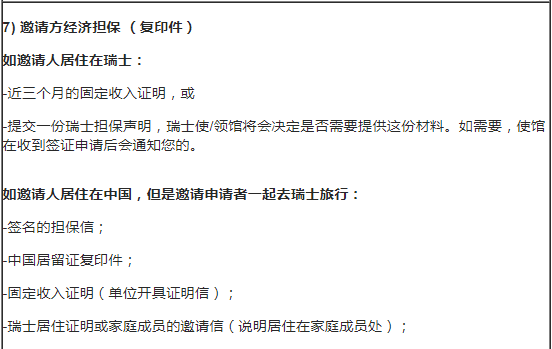 7) 邀请方经济担保 （复印件）
如邀请人居住在瑞士：
-近三个月的固定收入证明，或
-提交一份瑞士担保声明，瑞士使/领馆将会决定是否需要提供这份材料。如需要，使馆
在收到签证申请后会通知您的。
如邀请人居住在中国，但是邀请申请者一起去瑞士旅行：
-签名的担保信；
-中国居留证复印件；
-固定收入证明（单位开具证明信）；
-瑞士居住证明或家庭成员的邀请信（说明居住在家庭成员处）；